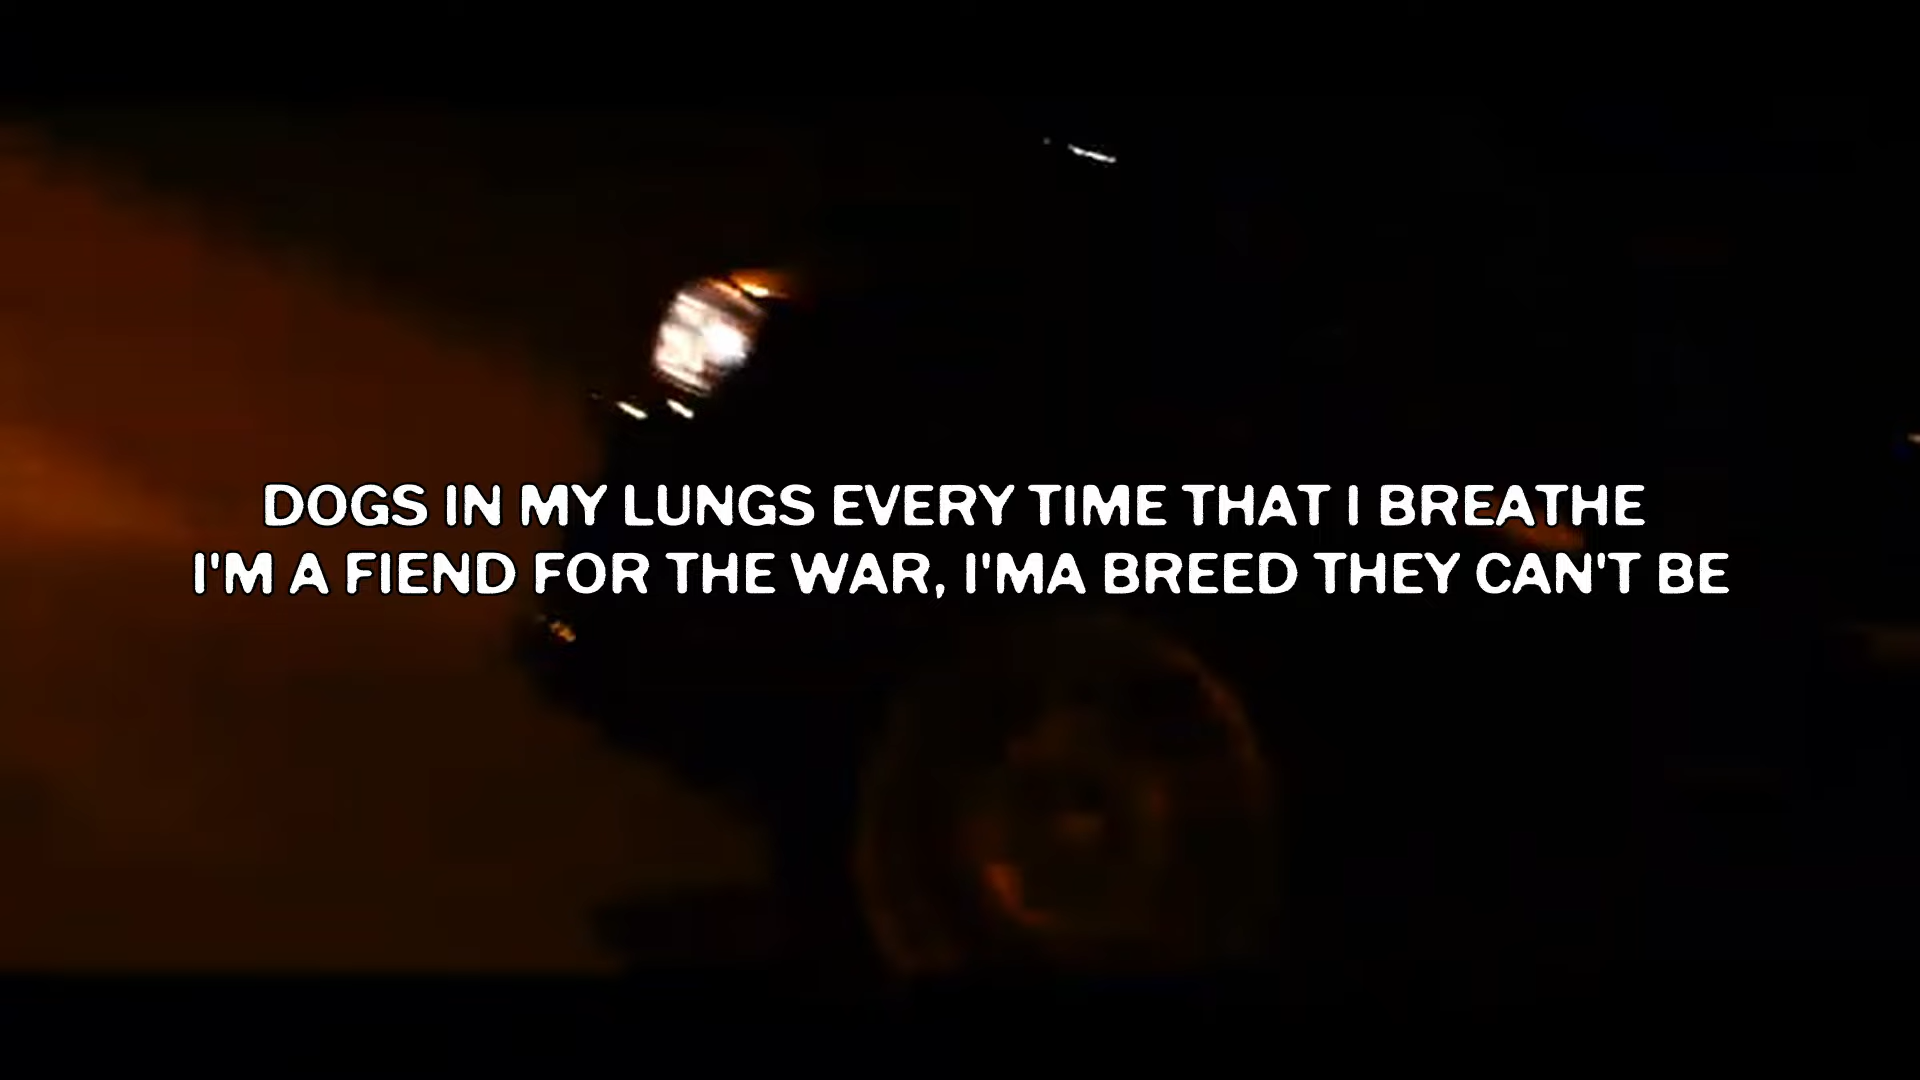 DOGS IN MY LUNGS EVERY TIME THAT I BREATHE
I'M A FIEND FOR THE WAR, I'MA BREED THEY CAN'T BE